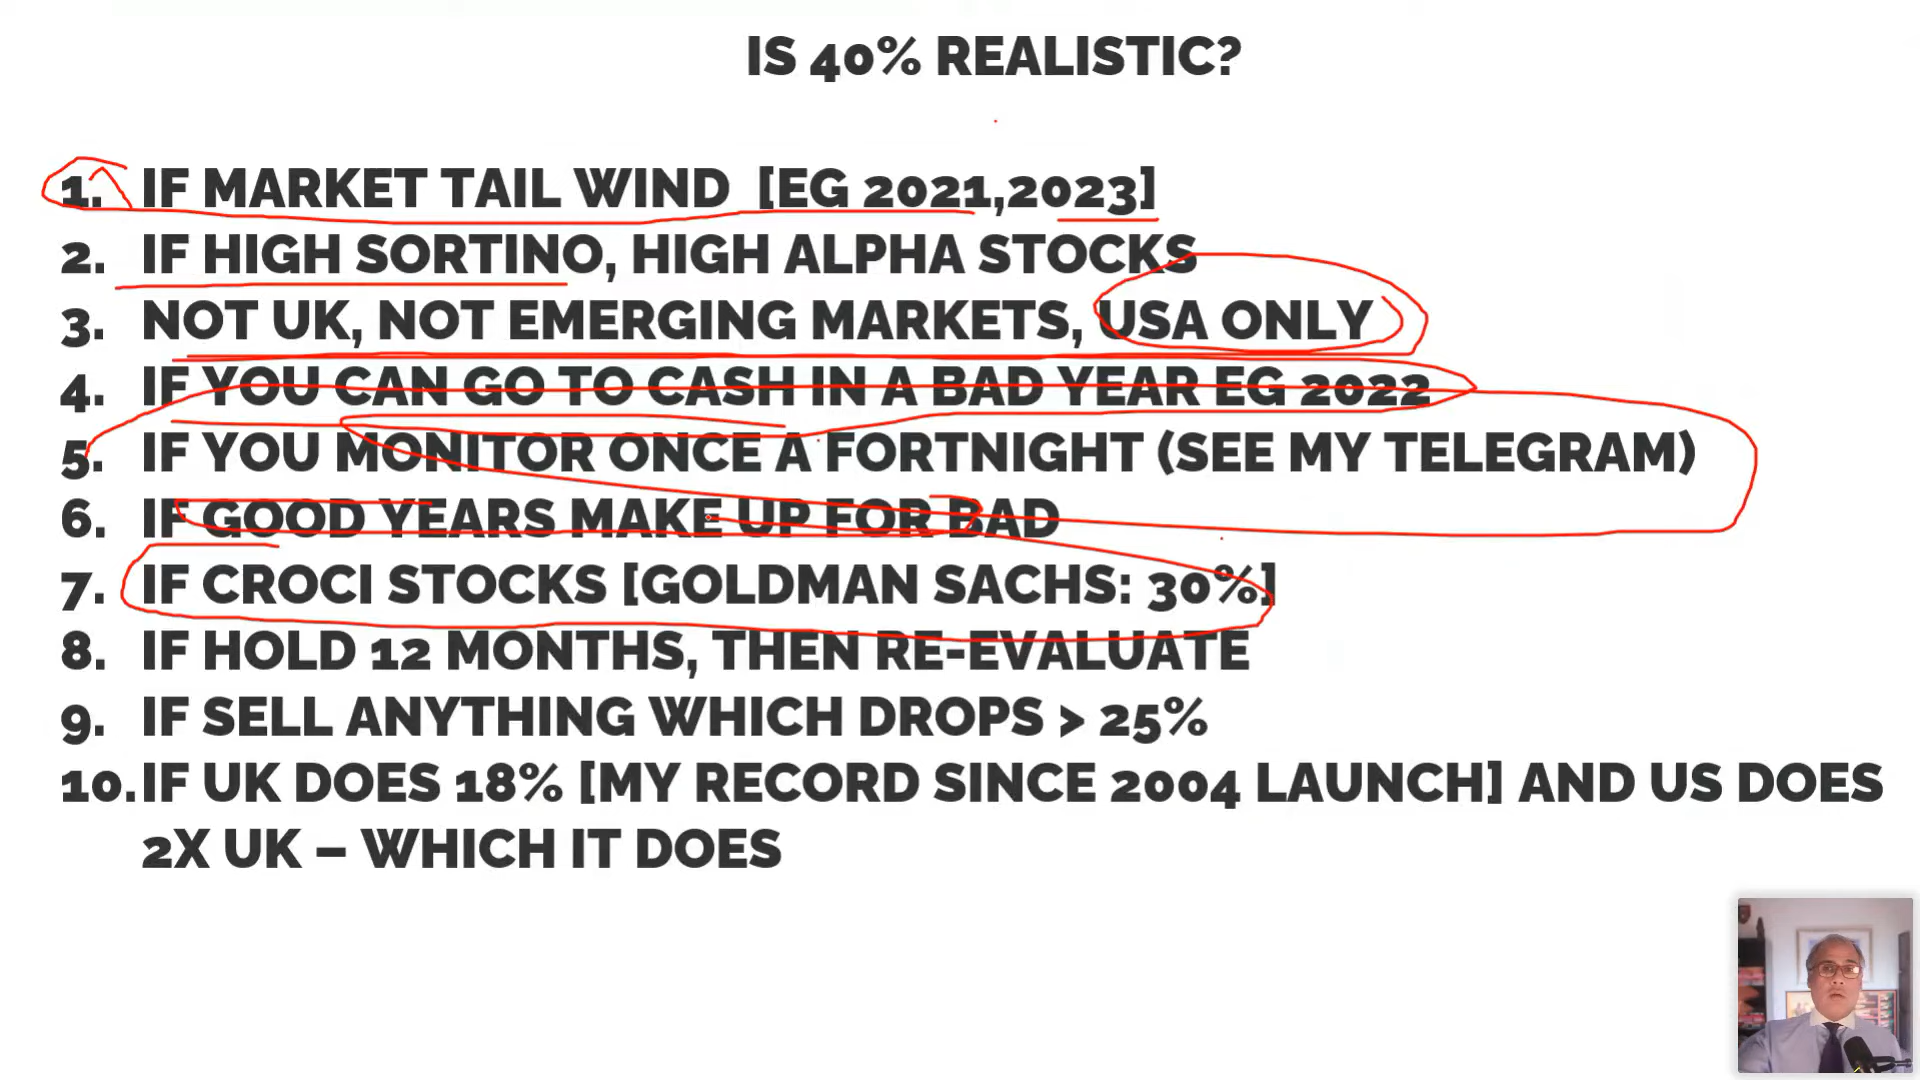 IS 40% REALISTIC?
1. IF MARKET TAIL WIND [EG 2021,2023]
2. IF HIGH SORTINO, HIGH ALPHA STOCKS
3. NOT UK, NOT EMERGING MARKETS, USA ONLY
4. IF YOU CAN GO TO CASH IN A BAD YEAR EG 2022
5. IF YOU MONITOR ONCE A FORTNIGHT (SEE MY TELEGRAM)
6. IF GOOD YEARS MAKE UP FOR BAD
7. IF CROCI STOCKS [GOLDMAN SACHS: 30%]
8. IF HOLD 12 MONTHS, THEN RE-EVALUATE
9. IF SELL ANYTHING WHICH DROPS > 25%
10. IF UK DOES 18% [MY RECORD SINCE 2004 LAUNCH] AND US DOES
2X UK – WHICH IT DOES